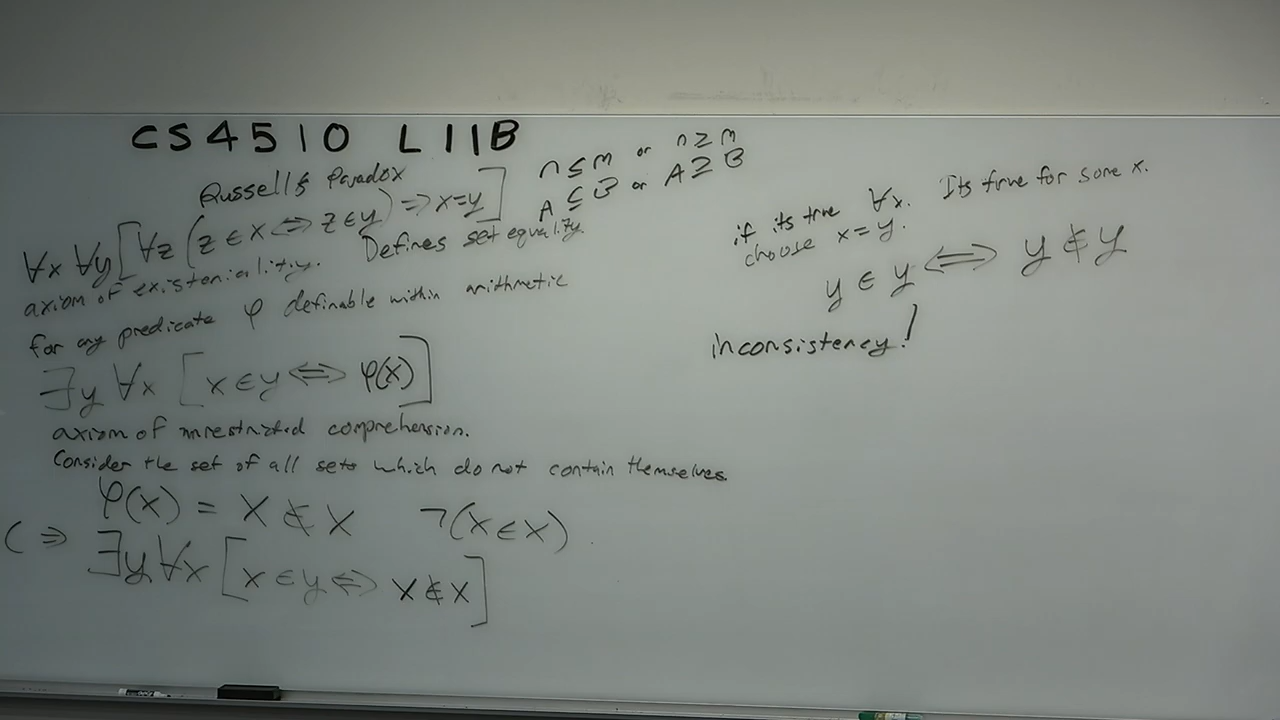 CS4510 L11B
Russell's Paradox
n ≤ m or n ≥ m
A ⊆ B or A ⊇ B
∀x ∀y [∀z (z ∈ x ⟺ z ∈ y) ⟹ x=y]
axiom of existeniality. Defines set equality.
for any predicate φ definable within arithmetic
∃y ∀x [x ∈ y ⟺ φ(x)]
axiom of unrestricted comprehension.
Consider the set of all sets which do not contain themselves.
φ(x) = x ∉ x ¬(x ∈ x)
( ⇒ ∃y ∀x [x ∈ y ⟺ x ∉ x]
if its true ∀x. Its true for some x.
choose x = y.
y ∈ y ⟺ y ∉ y
inconsistency!